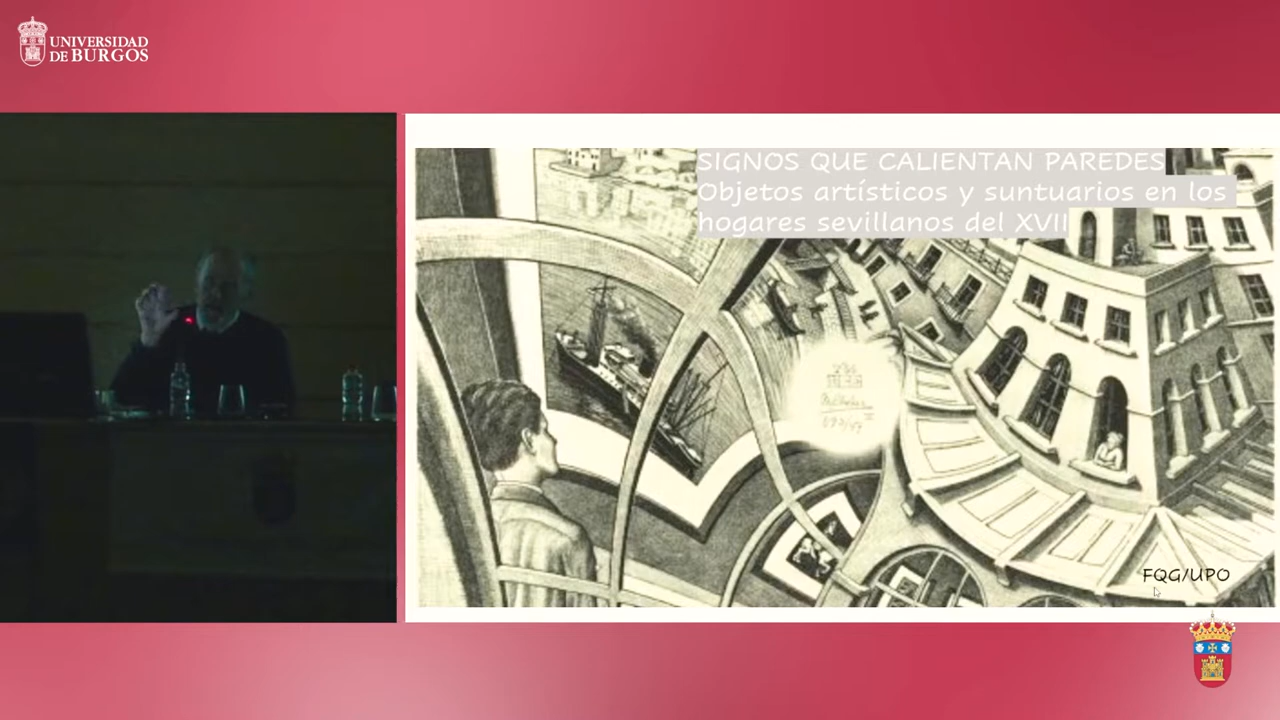 UNIVERSIDAD
DE BURGOS
SIGNOS QUE CALIENTAN PAREDES
Objetos artísticos y suntuarios en los
hogares sevillanos del XVII
FQG/UPO